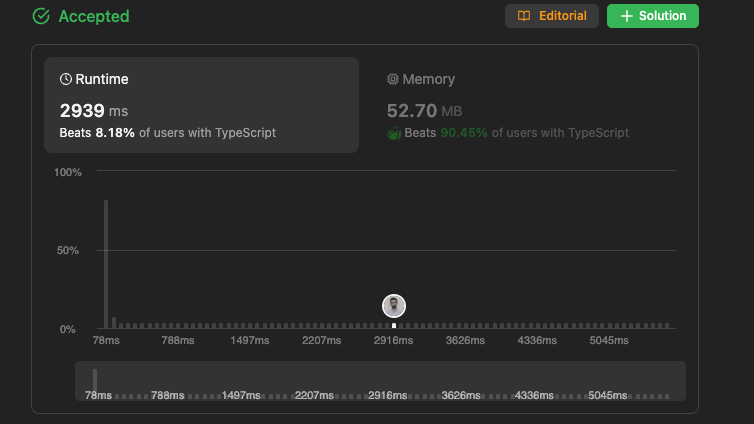 Accepted
Editorial
+ Solution
Runtime
Memory
2939 ms
52.70 MB
Beats 8.18% of users with TypeScript
Beats 90.45% of users with TypeScript
100%
50%
0%
78ms 788ms 1497ms 2207ms 2916ms 3626ms 4336ms 5045ms
78ms 788ms 1497ms 2207ms 2916ms 3626ms 4336ms 5045ms